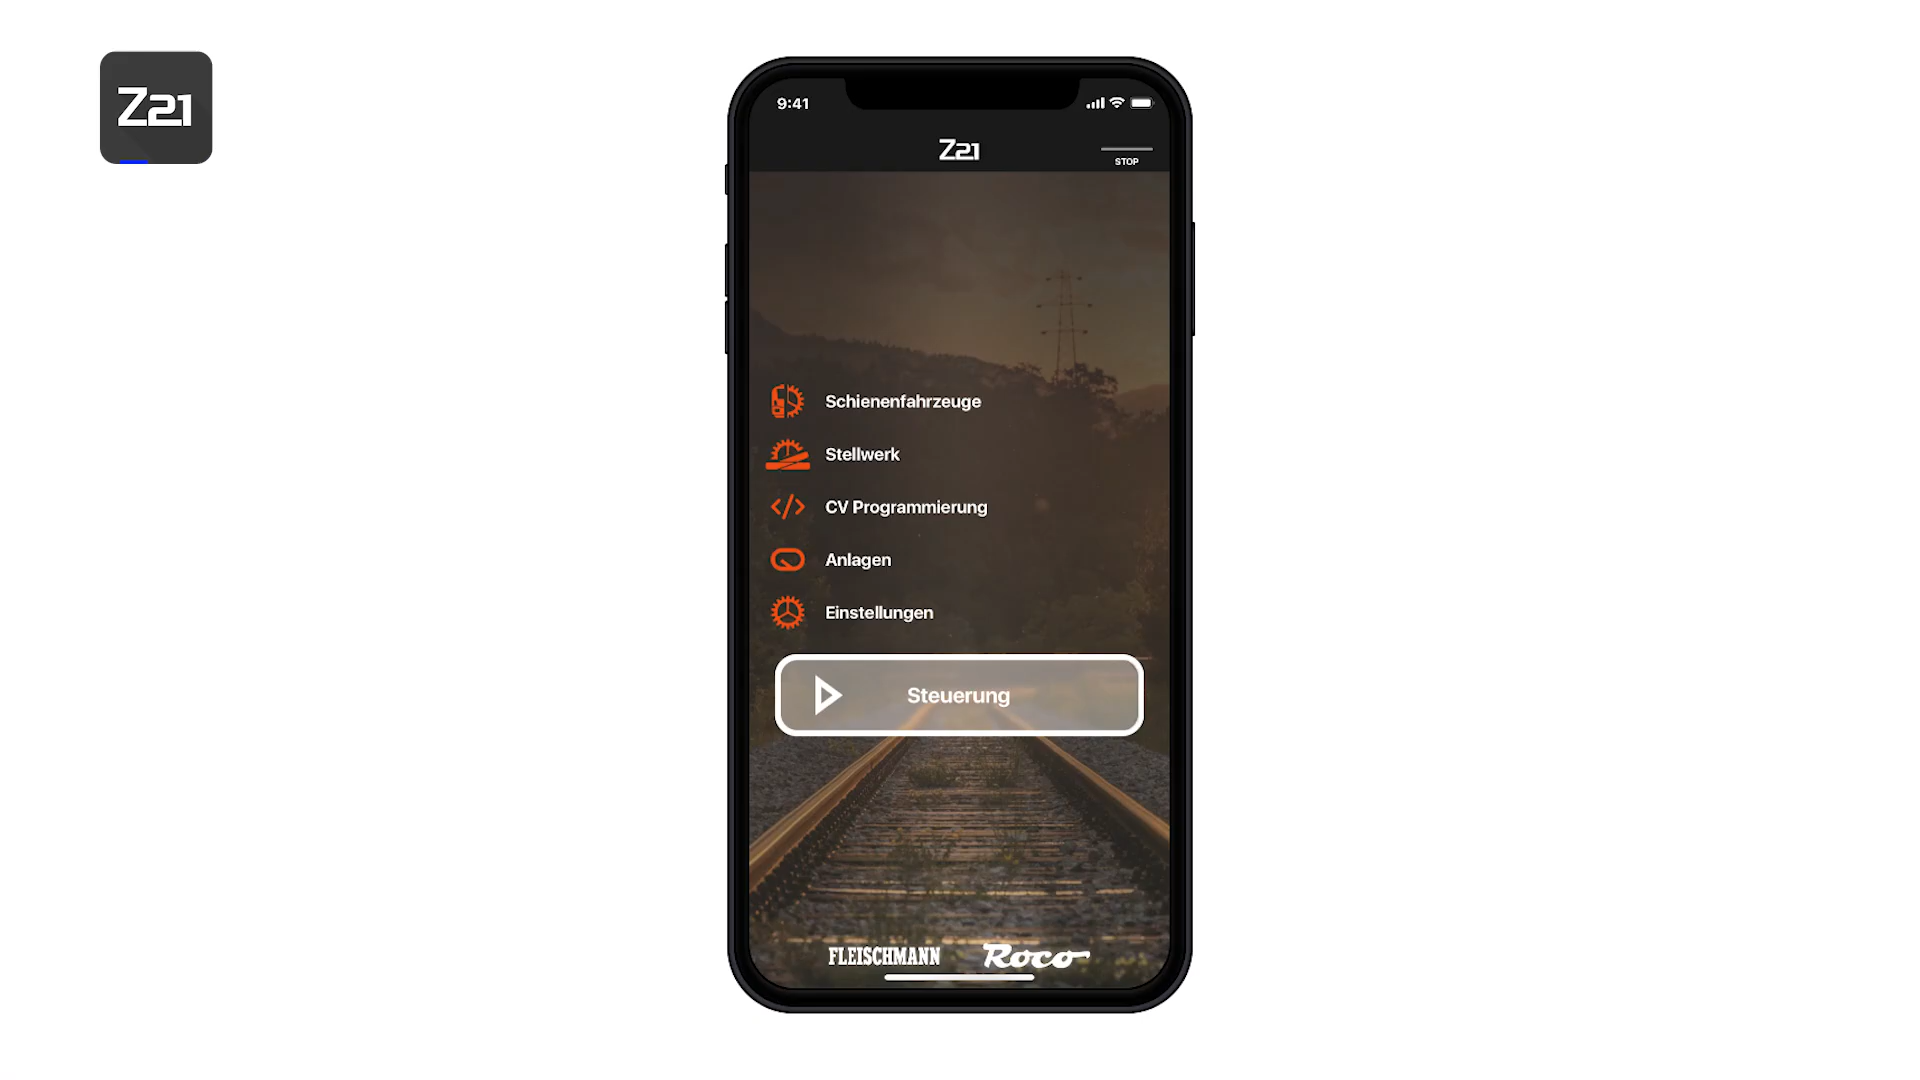 Z21
9:41
Z21
STOP
Schienenfahrzeuge
Stellwerk
CV Programmierung
Anlagen
Einstellungen
Steuerung
FLEISCHMANN Roco